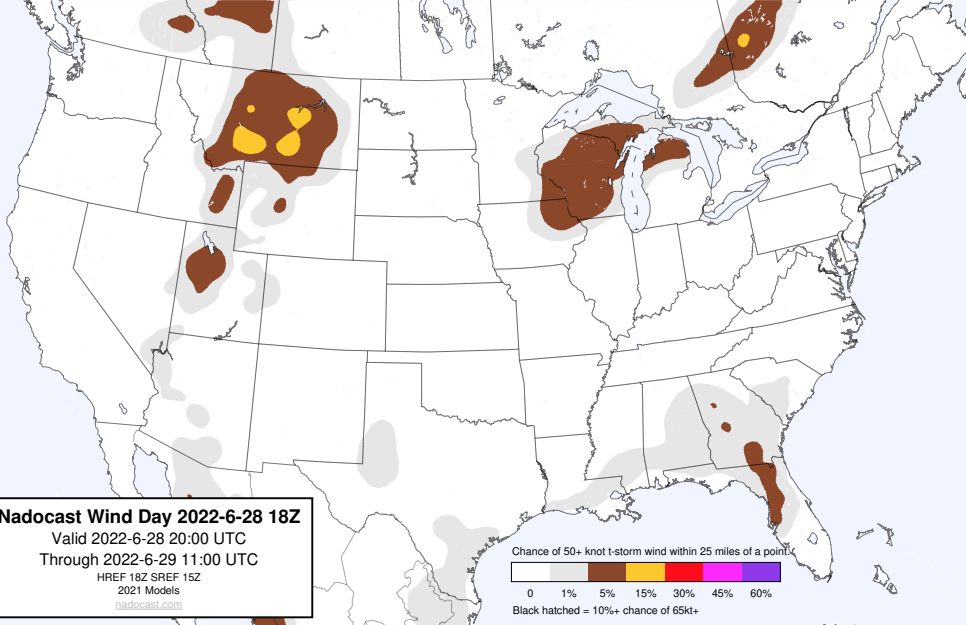 Nadocast Wind Day 2022-6-28 18Z
Valid 2022-6-28 20:00 UTC
Through 2022-6-29 11:00 UTC
HREF 18Z SREF 15Z
2021 Models
nadocast.com
Chance of 50+ knot t-storm wind within 25 miles of a point.
0 1% 5% 15% 30% 45% 60%
Black hatched = 10%+ chance of 65kt+